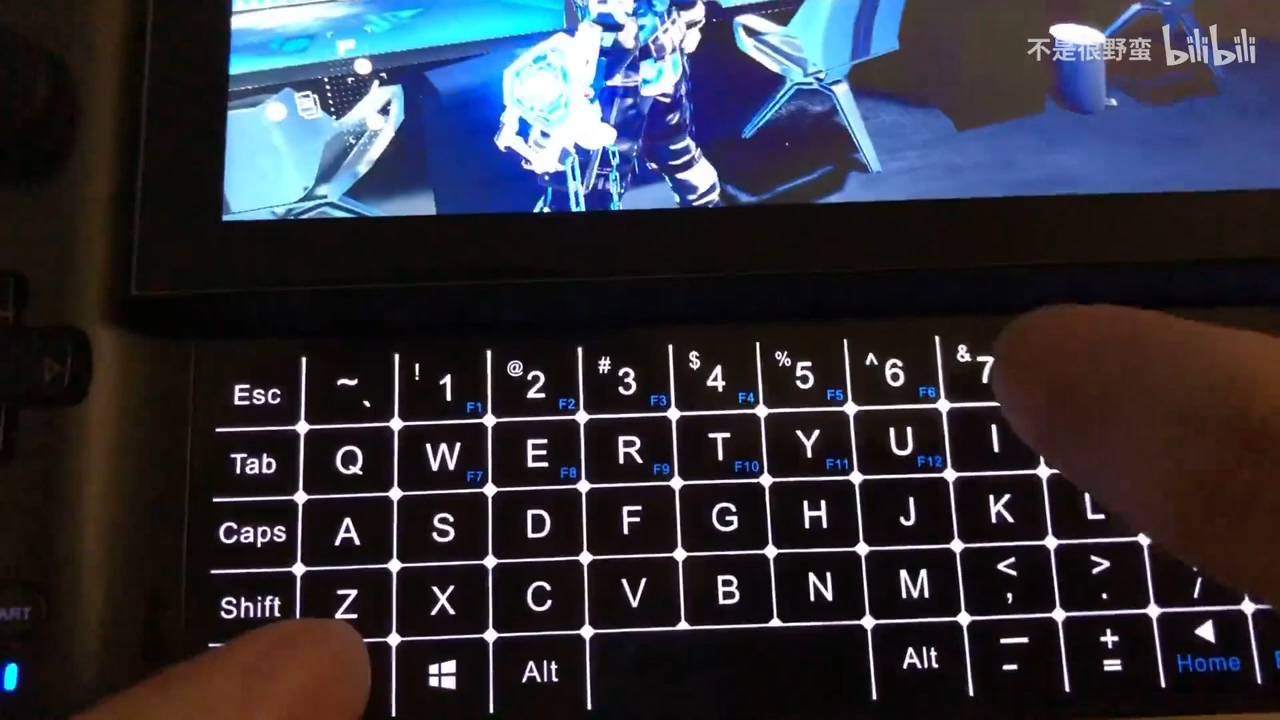 不是很野蛮 bilibili
Esc ~ ` ! 1 F1 @ 2 F2 # 3 F3 $ 4 F4 % 5 F5 ^ 6 F6 & 7
Tab Q W F7 E F8 R F9 T F10 Y F11 U F12 I
Caps A S D F G H J K L
Shift Z X C V B N M < , > . /
Alt Alt — - + = ◀ Home
ART